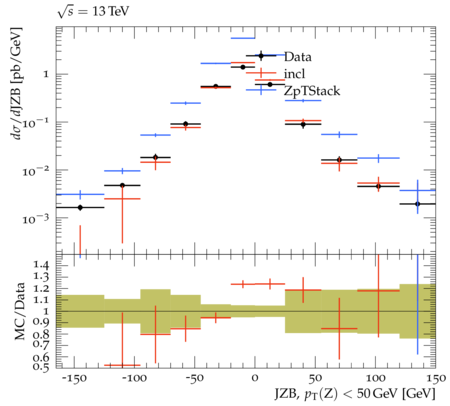 √s = 13 TeV
dσ/dJZB [pb/GeV]
Data
incl
ZpTStack
1
10⁻¹
10⁻²
10⁻³
MC/Data
1.4
1.3
1.2
1.1
1
0.9
0.8
0.7
0.6
0.5
-150 -100 -50 0 50 100 150
JZB, pT(Z) < 50 GeV [GeV]